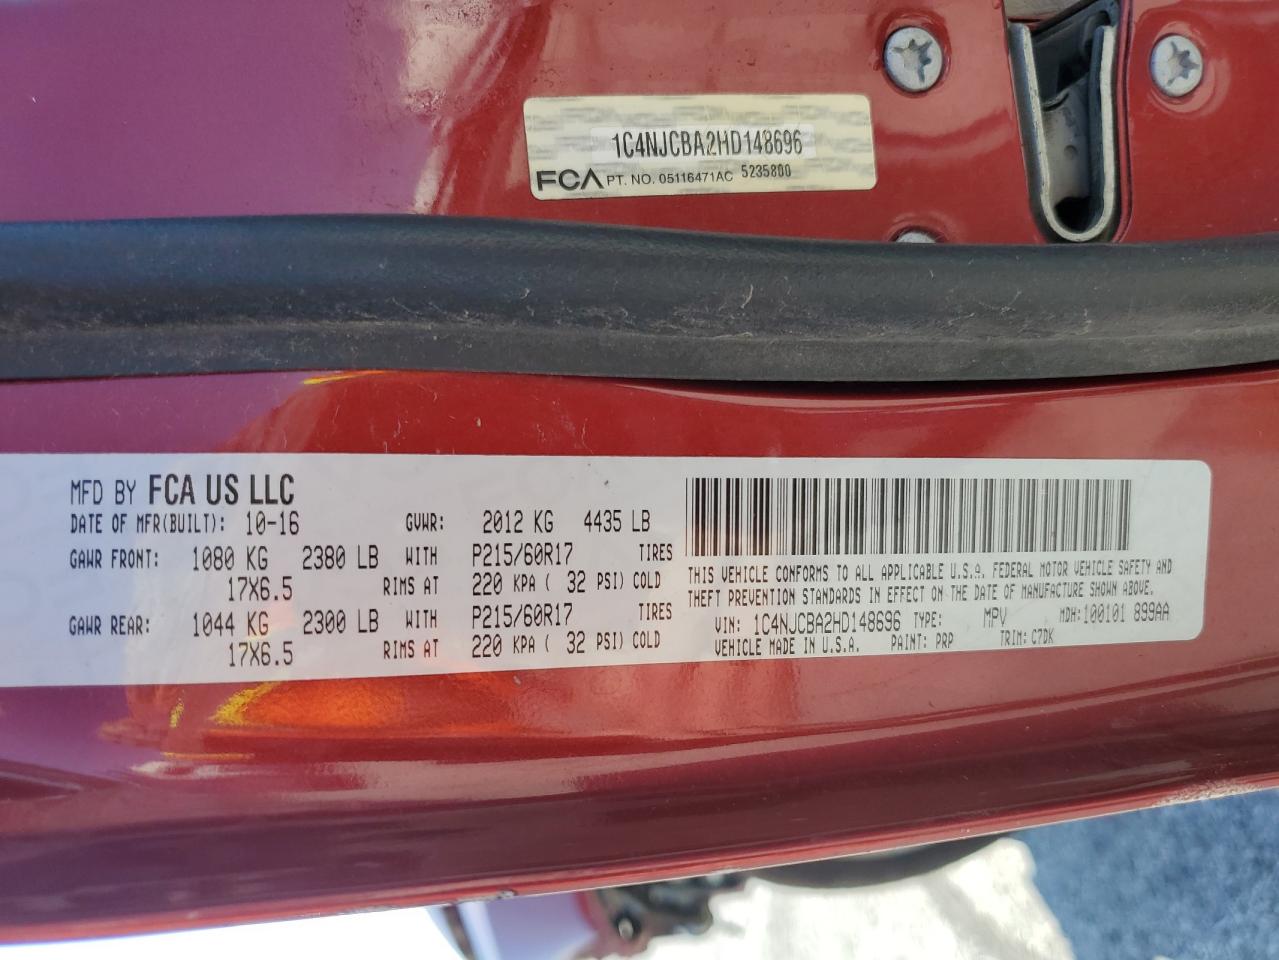 1C4NJCBA2HD148696
FCA PT. NO. 05116471AC 5235800
MFD BY FCA US LLC
DATE OF MFR(BUILT): 10-16 GVWR: 2012 KG 4435 LB
GAWR FRONT: 1080 KG 2380 LB WITH P215/60R17 TIRES
17X6.5 RIMS AT 220 KPA ( 32 PSI) COLD
GAWR REAR: 1044 KG 2300 LB WITH P215/60R17 TIRES
17X6.5 RIMS AT 220 KPA ( 32 PSI) COLD
THIS VEHICLE CONFORMS TO ALL APPLICABLE U.S.A. FEDERAL MOTOR VEHICLE SAFETY AND
THEFT PREVENTION STANDARDS IN EFFECT ON THE DATE OF MANUFACTURE SHOWN ABOVE.
VIN: 1C4NJCBA2HD148696 TYPE: MPV MDH:100101 899AA
VEHICLE MADE IN U.S.A. PAINT: PRP TRIM: C7DK